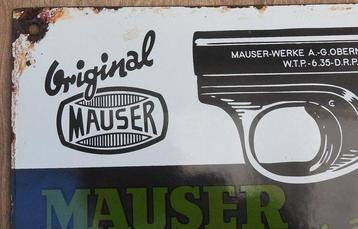 Original
MAUSER
MAUSER-WERKE A.-G.OBERN
W.T.P.-6.35-D.R.P.
MAUSER